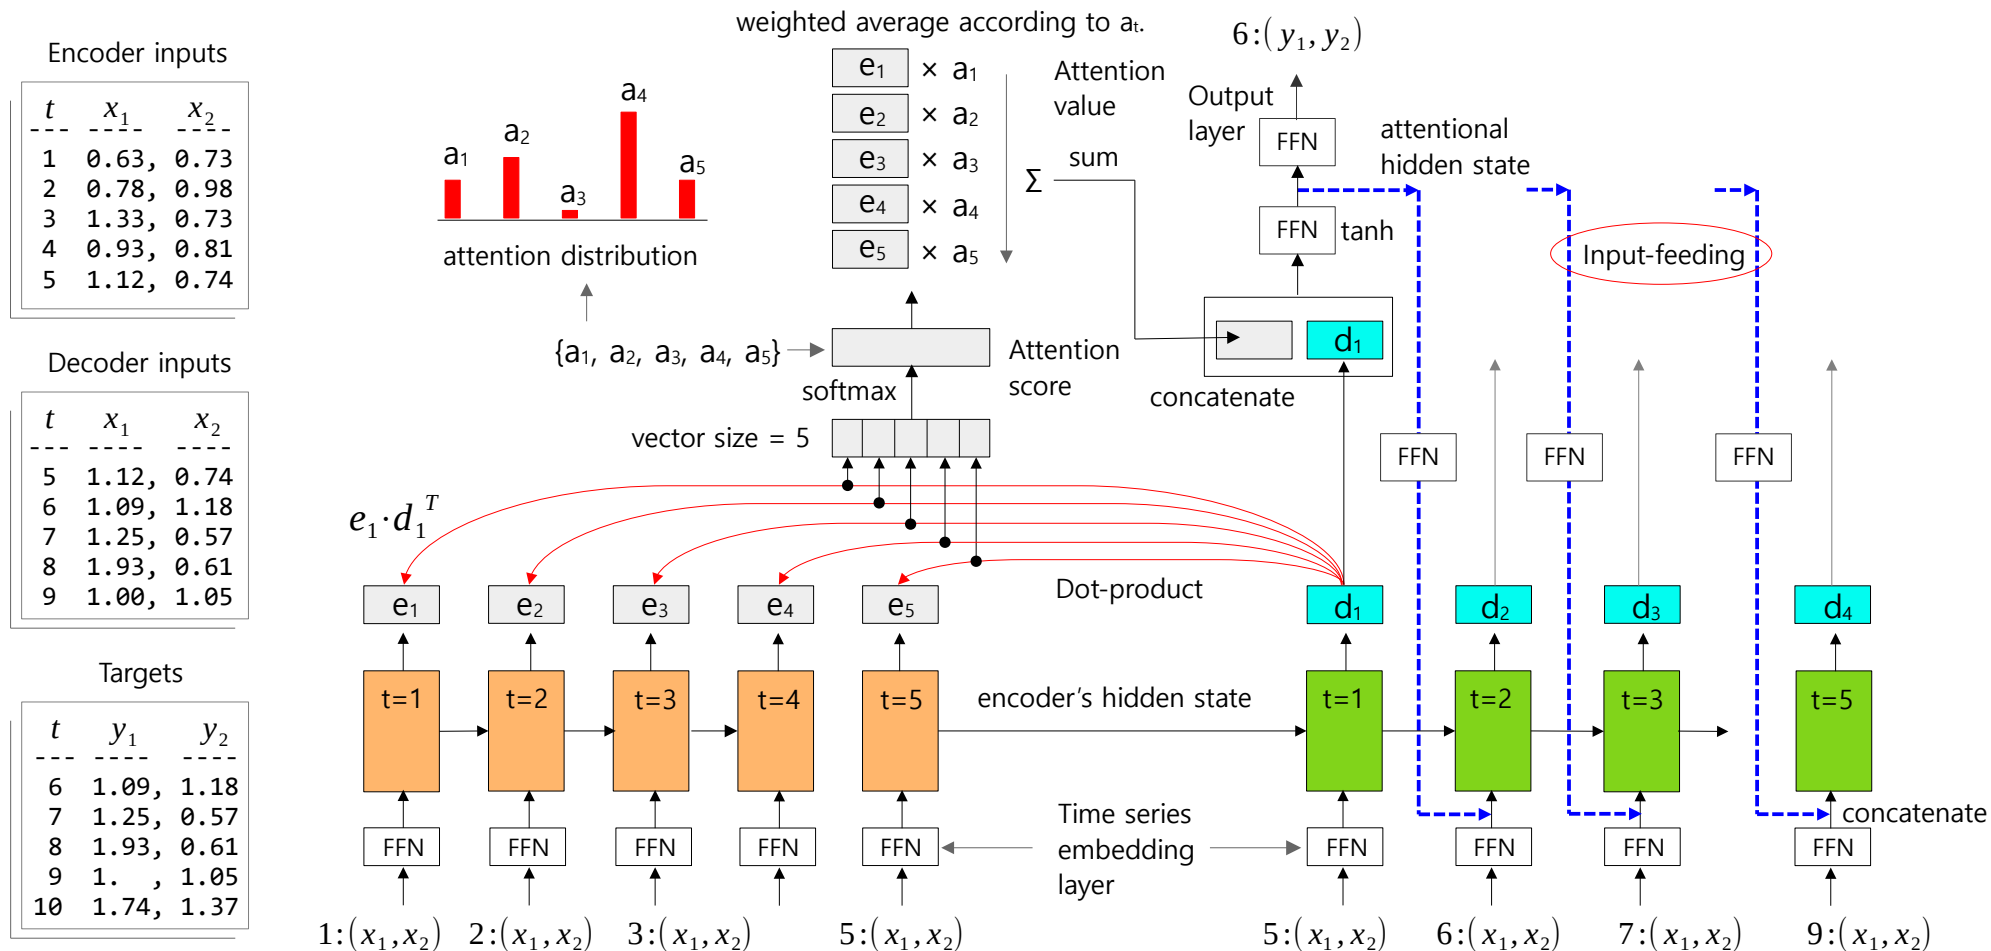 Encoder inputs
t x₁ x₂
--- ---- ----
1 0.63, 0.73
2 0.78, 0.98
3 1.33, 0.73
4 0.93, 0.81
5 1.12, 0.74
Decoder inputs
t x₁ x₂
--- ---- ----
5 1.12, 0.74
6 1.09, 1.18
7 1.25, 0.57
8 1.93, 0.61
9 1.00, 1.05
Targets
t y₁ y₂
--- ---- ----
6 1.09, 1.18
7 1.25, 0.57
8 1.93, 0.61
9 1. , 1.05
10 1.74, 1.37
a₁
a₂
a₃
a₄
a₅
attention distribution
{a₁, a₂, a₃, a₄, a₅}
weighted average according to aₜ.
e₁ × a₁
e₂ × a₂
e₃ × a₃
e₄ × a₄
e₅ × a₅
Attention
value
Σ
sum
Attention
score
softmax
vector size = 5
e₁·d₁ᵀ
Dot-product
6:(y₁, y₂)
Output
layer
FFN
attentional
hidden state
FFN
tanh
Input-feeding
d₁
concatenate
FFN
FFN
FFN
e₁
e₂
e₃
e₄
e₅
d₁
d₂
d₃
d₄
t=1
t=2
t=3
t=4
t=5
encoder’s hidden state
t=1
t=2
t=3
t=5
concatenate
FFN
FFN
FFN
FFN
FFN
Time series
embedding
layer
FFN
FFN
FFN
FFN
1:(x₁, x₂)
2:(x₁, x₂)
3:(x₁, x₂)
5:(x₁, x₂)
5:(x₁, x₂)
6:(x₁, x₂)
7:(x₁, x₂)
9:(x₁, x₂)